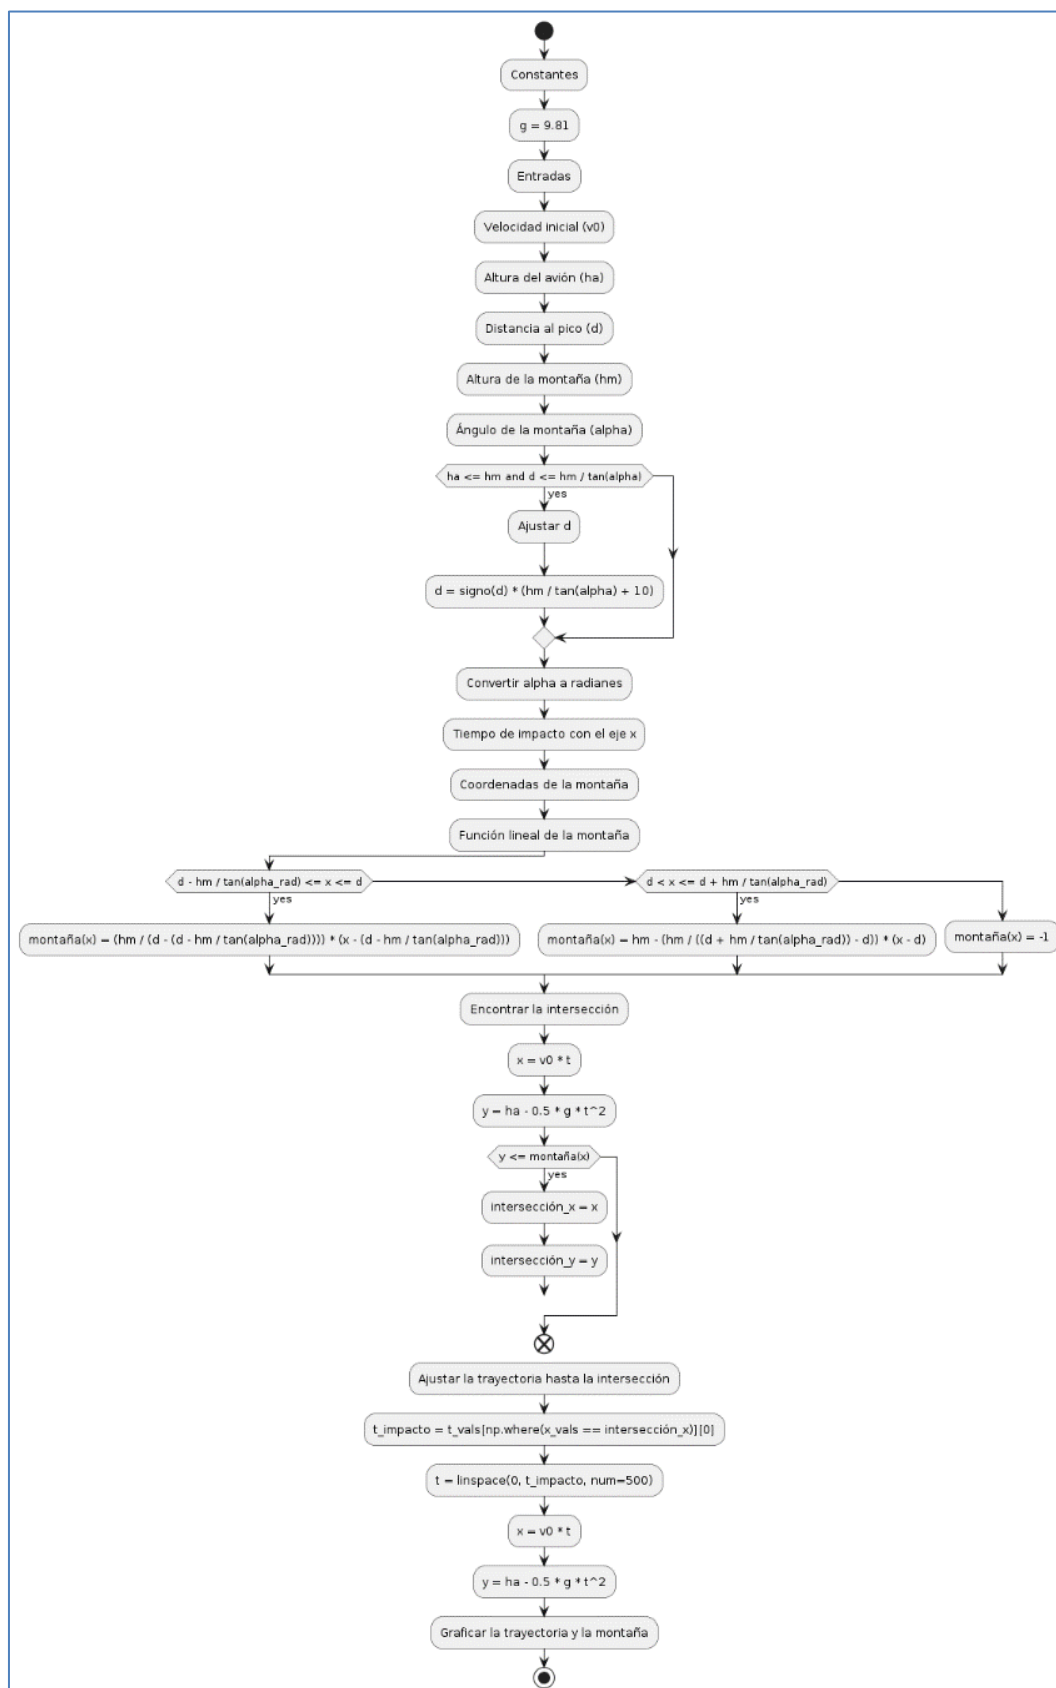 Constantes
g = 9.81
Entradas
Velocidad inicial (v0)
Altura del avión (ha)
Distancia al pico (d)
Altura de la montaña (hm)
Ángulo de la montaña (alpha)
ha <= hm and d <= hm / tan(alpha)
yes
Ajustar d
d = signo(d) * (hm / tan(alpha) + 10)
Convertir alpha a radianes
Tiempo de impacto con el eje x
Coordenadas de la montaña
Función lineal de la montaña
d - hm / tan(alpha_rad) <= x <= d
yes
montaña(x) = (hm / (d - (d - hm / tan(alpha_rad)))) * (x - (d - hm / tan(alpha_rad)))
d < x <= d + hm / tan(alpha_rad)
yes
montaña(x) = hm - (hm / ((d + hm / tan(alpha_rad)) - d)) * (x - d)
montaña(x) = -1
Encontrar la intersección
x = v0 * t
y = ha - 0.5 * g * t^2
y <= montaña(x)
yes
intersección_x = x
intersección_y = y
Ajustar la trayectoria hasta la intersección
t_impacto = t_vals[np.where(x_vals == intersección_x)][0]
t = linspace(0, t_impacto, num=500)
x = v0 * t
y = ha - 0.5 * g * t^2
Graficar la trayectoria y la montaña